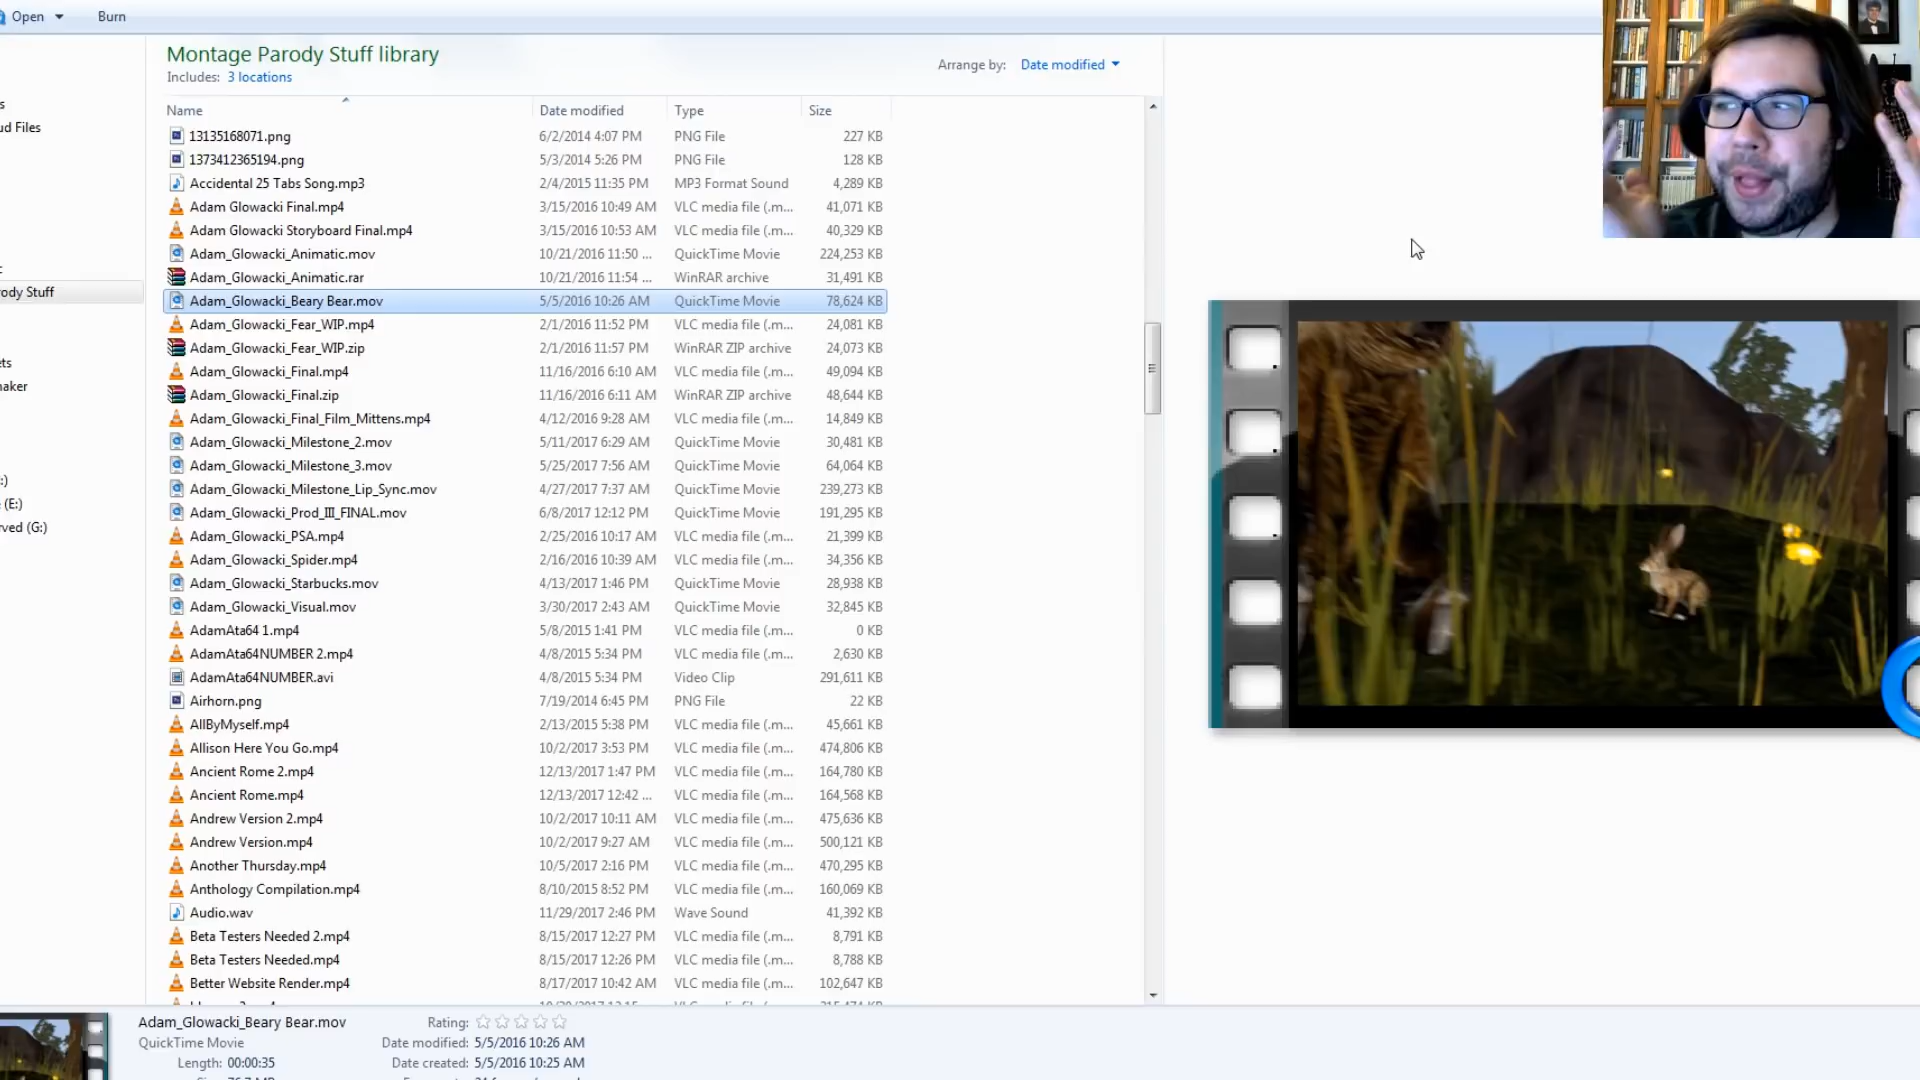 Open Burn
Montage Parody Stuff library
Includes: 3 locations
Arrange by: Date modified
Name Date modified Type Size
s
ud Files
ody Stuff
ets
naker
:)
(E:)
rved (G:)
13135168071.png 6/2/2014 4:07 PM PNG File 227 KB
1373412365194.png 5/3/2014 5:26 PM PNG File 128 KB
Accidental 25 Tabs Song.mp3 2/4/2015 11:35 PM MP3 Format Sound 4,289 KB
Adam Glowacki Final.mp4 3/15/2016 10:49 AM VLC media file (.m... 41,071 KB
Adam Glowacki Storyboard Final.mp4 3/15/2016 10:53 AM VLC media file (.m... 40,329 KB
Adam_Glowacki_Animatic.mov 10/21/2016 11:50 ... QuickTime Movie 224,253 KB
Adam_Glowacki_Animatic.rar 10/21/2016 11:54 ... WinRAR archive 31,491 KB
Adam_Glowacki_Beary Bear.mov 5/5/2016 10:26 AM QuickTime Movie 78,624 KB
Adam_Glowacki_Fear_WIP.mp4 2/1/2016 11:52 PM VLC media file (.m... 24,081 KB
Adam_Glowacki_Fear_WIP.zip 2/1/2016 11:57 PM WinRAR ZIP archive 24,073 KB
Adam_Glowacki_Final.mp4 11/16/2016 6:10 AM VLC media file (.m... 49,094 KB
Adam_Glowacki_Final.zip 11/16/2016 6:11 AM WinRAR ZIP archive 48,644 KB
Adam_Glowacki_Final_Film_Mittens.mp4 4/12/2016 9:28 AM VLC media file (.m... 14,849 KB
Adam_Glowacki_Milestone_2.mov 5/11/2017 6:29 AM QuickTime Movie 30,481 KB
Adam_Glowacki_Milestone_3.mov 5/25/2017 7:56 AM QuickTime Movie 64,064 KB
Adam_Glowacki_Milestone_Lip_Sync.mov 4/27/2017 7:37 AM QuickTime Movie 239,273 KB
Adam_Glowacki_Prod_III_FINAL.mov 6/8/2017 12:12 PM QuickTime Movie 191,295 KB
Adam_Glowacki_PSA.mp4 2/25/2016 10:17 AM VLC media file (.m... 21,399 KB
Adam_Glowacki_Spider.mp4 2/16/2016 10:39 AM VLC media file (.m... 34,356 KB
Adam_Glowacki_Starbucks.mov 4/13/2017 1:46 PM QuickTime Movie 28,938 KB
Adam_Glowacki_Visual.mov 3/30/2017 2:43 AM QuickTime Movie 32,845 KB
AdamAta64 1.mp4 5/8/2015 1:41 PM VLC media file (.m... 0 KB
AdamAta64NUMBER 2.mp4 4/8/2015 5:34 PM VLC media file (.m... 2,630 KB
AdamAta64NUMBER.avi 4/8/2015 5:34 PM Video Clip 291,611 KB
Airhorn.png 7/19/2014 6:45 PM PNG File 22 KB
AllByMyself.mp4 2/13/2015 5:38 PM VLC media file (.m... 45,661 KB
Allison Here You Go.mp4 10/2/2017 3:53 PM VLC media file (.m... 474,806 KB
Ancient Rome 2.mp4 12/13/2017 1:47 PM VLC media file (.m... 164,780 KB
Ancient Rome.mp4 12/13/2017 12:42 ... VLC media file (.m... 164,568 KB
Andrew Version 2.mp4 10/2/2017 10:11 AM VLC media file (.m... 475,636 KB
Andrew Version.mp4 10/2/2017 9:27 AM VLC media file (.m... 500,121 KB
Another Thursday.mp4 10/5/2017 2:16 PM VLC media file (.m... 470,295 KB
Anthology Compilation.mp4 8/10/2015 8:52 PM VLC media file (.m... 160,069 KB
Audio.wav 11/29/2017 2:46 PM Wave Sound 41,392 KB
Beta Testers Needed 2.mp4 8/15/2017 12:27 PM VLC media file (.m... 8,791 KB
Beta Testers Needed.mp4 8/15/2017 12:26 PM VLC media file (.m... 8,788 KB
Better Website Render.mp4 8/17/2017 10:42 AM VLC media file (.m... 102,647 KB
Adam_Glowacki_Beary Bear.mov Rating:
QuickTime Movie Date modified: 5/5/2016 10:26 AM
Length: 00:00:35 Date created: 5/5/2016 10:25 AM